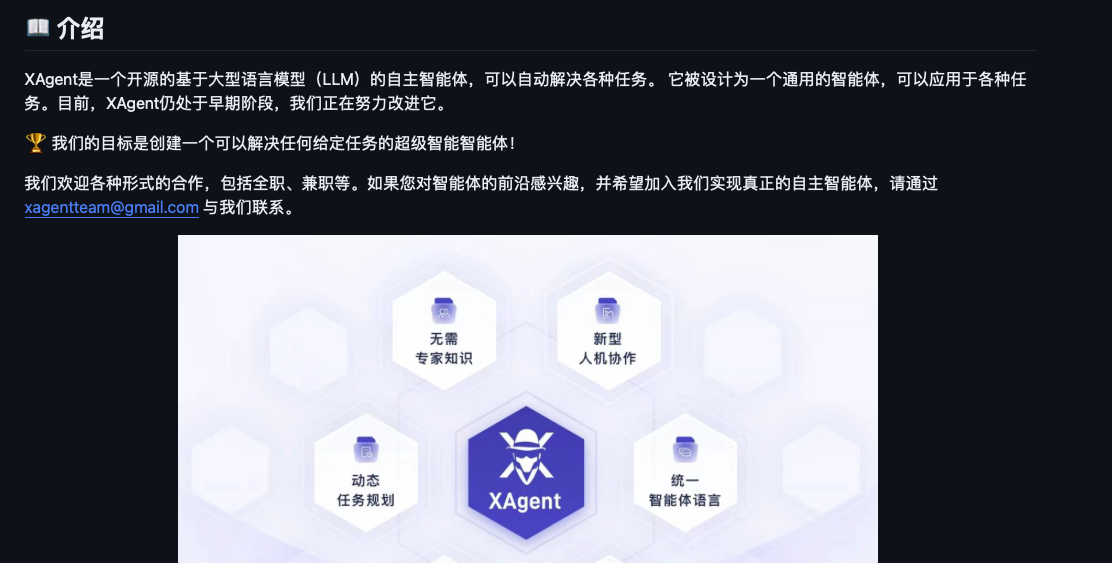 📖 介绍
XAgent是一个开源的基于大型语言模型（LLM）的自主智能体，可以自动解决各种任务。 它被设计为一个通用的智能体，可以应用于各种任
务。目前，XAgent仍处于早期阶段，我们正在努力改进它。
🏆 我们的目标是创建一个可以解决任何给定任务的超级智能智能体！
我们欢迎各种形式的合作，包括全职、兼职等。如果您对智能体的前沿感兴趣，并希望加入我们实现真正的自主智能体，请通过
xagentteam@gmail.com 与我们联系。
无需
专家知识
新型
人机协作
动态
任务规划
XAgent
统一
智能体语言